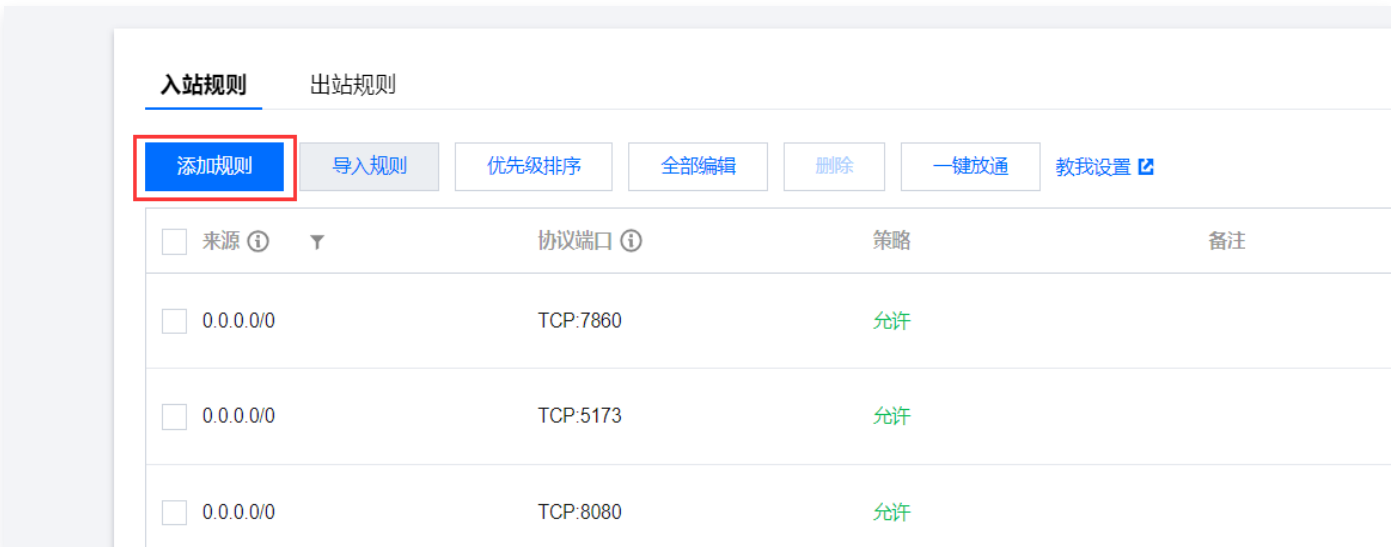 入站规则 出站规则
添加规则 导入规则 优先级排序 全部编辑 删除 一键放通 教我设置
来源 协议端口 策略 备注
0.0.0.0/0 TCP:7860 允许
0.0.0.0/0 TCP:5173 允许
0.0.0.0/0 TCP:8080 允许